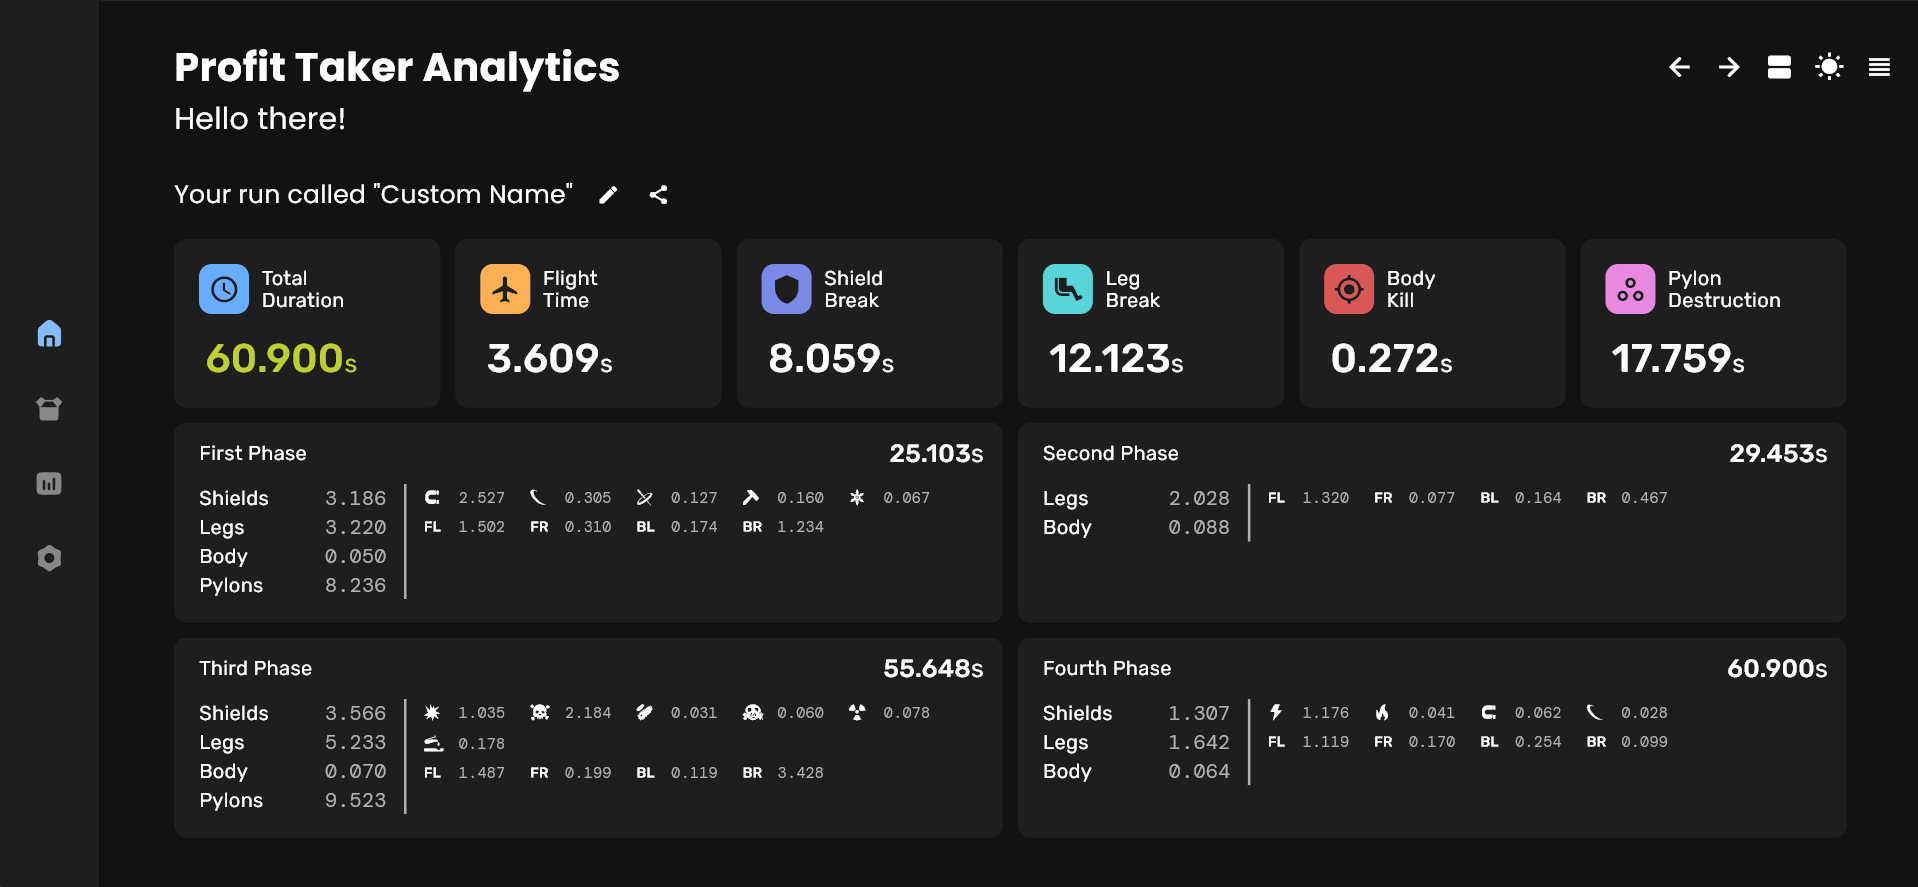 Profit Taker Analytics
Hello there!
Your run called "Custom Name"
Total Duration
60.900s
Flight Time
3.609s
Shield Break
8.059s
Leg Break
12.123s
Body Kill
0.272s
Pylon Destruction
17.759s
First Phase 25.103s
Shields 3.186 2.527 0.305 0.127 0.160 0.067
Legs 3.220 FL 1.502 FR 0.310 BL 0.174 BR 1.234
Body 0.050
Pylons 8.236
Second Phase 29.453s
Legs 2.028 FL 1.320 FR 0.077 BL 0.164 BR 0.467
Body 0.088
Third Phase 55.648s
Shields 3.566 1.035 2.184 0.031 0.060 0.078
Legs 5.233 0.178
Body 0.070 FL 1.487 FR 0.199 BL 0.119 BR 3.428
Pylons 9.523
Fourth Phase 60.900s
Shields 1.307 1.176 0.041 0.062 0.028
Legs 1.642 FL 1.119 FR 0.170 BL 0.254 BR 0.099
Body 0.064